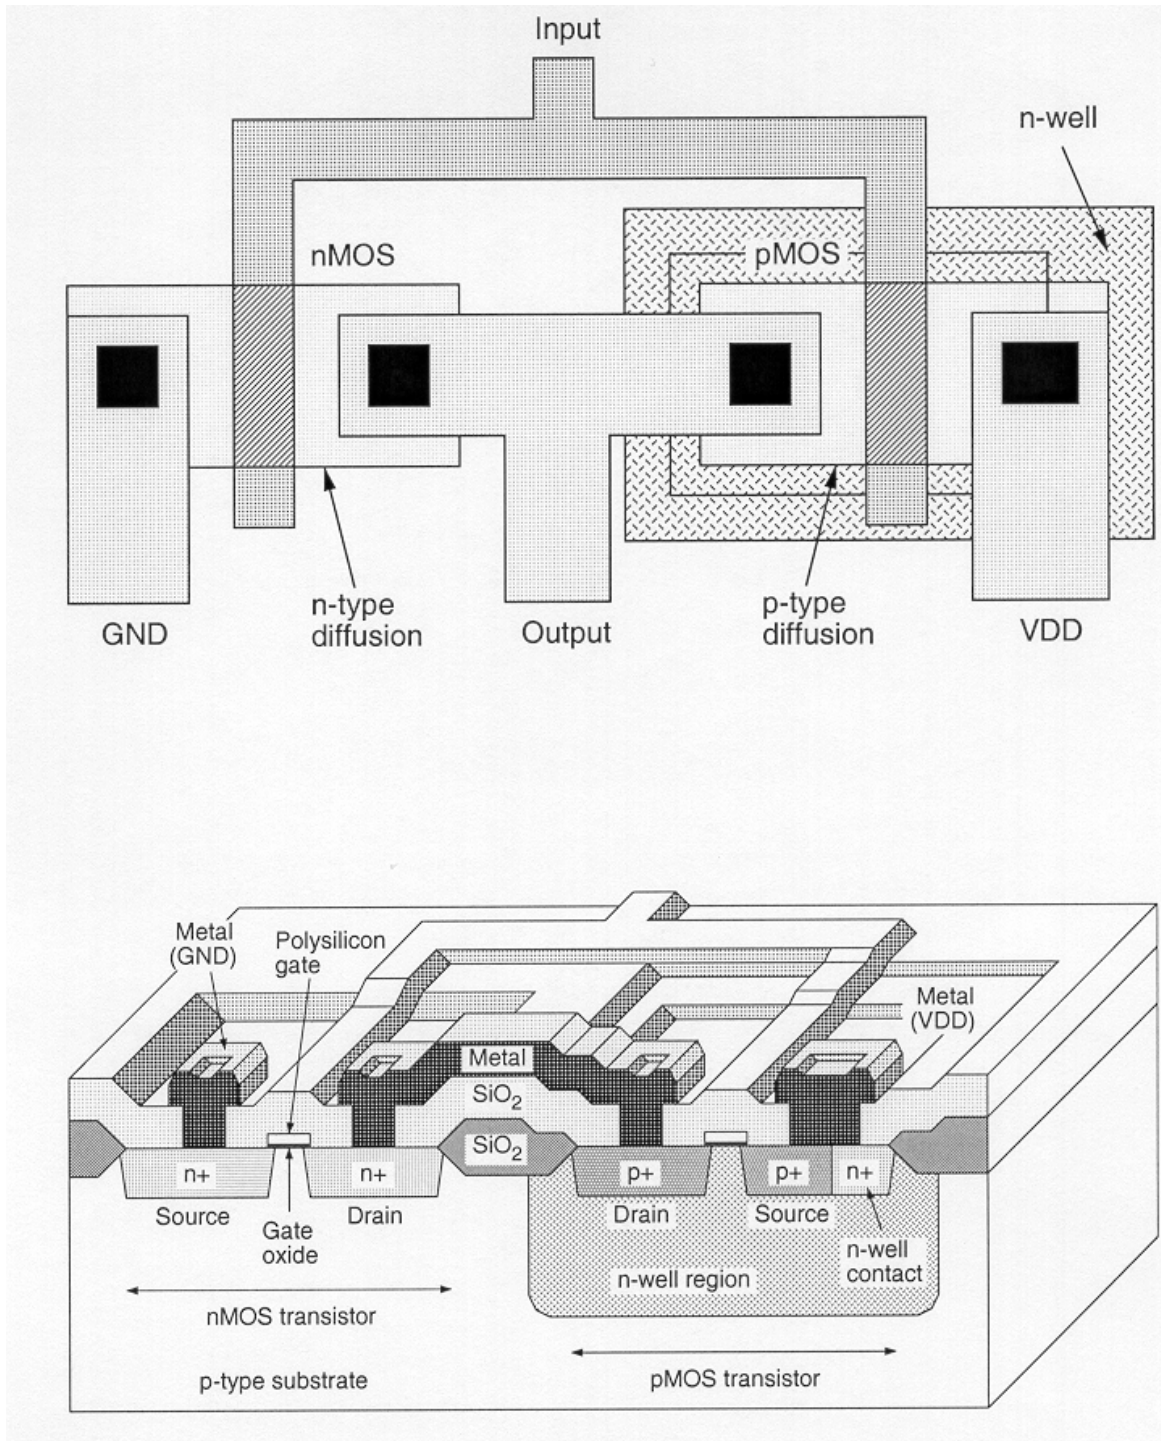 Input
n-well
nMOS
pMOS
n-type
diffusion
p-type
diffusion
GND
Output
VDD
Metal
(GND)
Polysilicon
gate
Metal
(VDD)
Metal
SiO2
SiO2
n+
n+
p+
p+
n+
Source
Drain
Drain
Source
Gate
oxide
n-well
contact
n-well region
nMOS transistor
pMOS transistor
p-type substrate